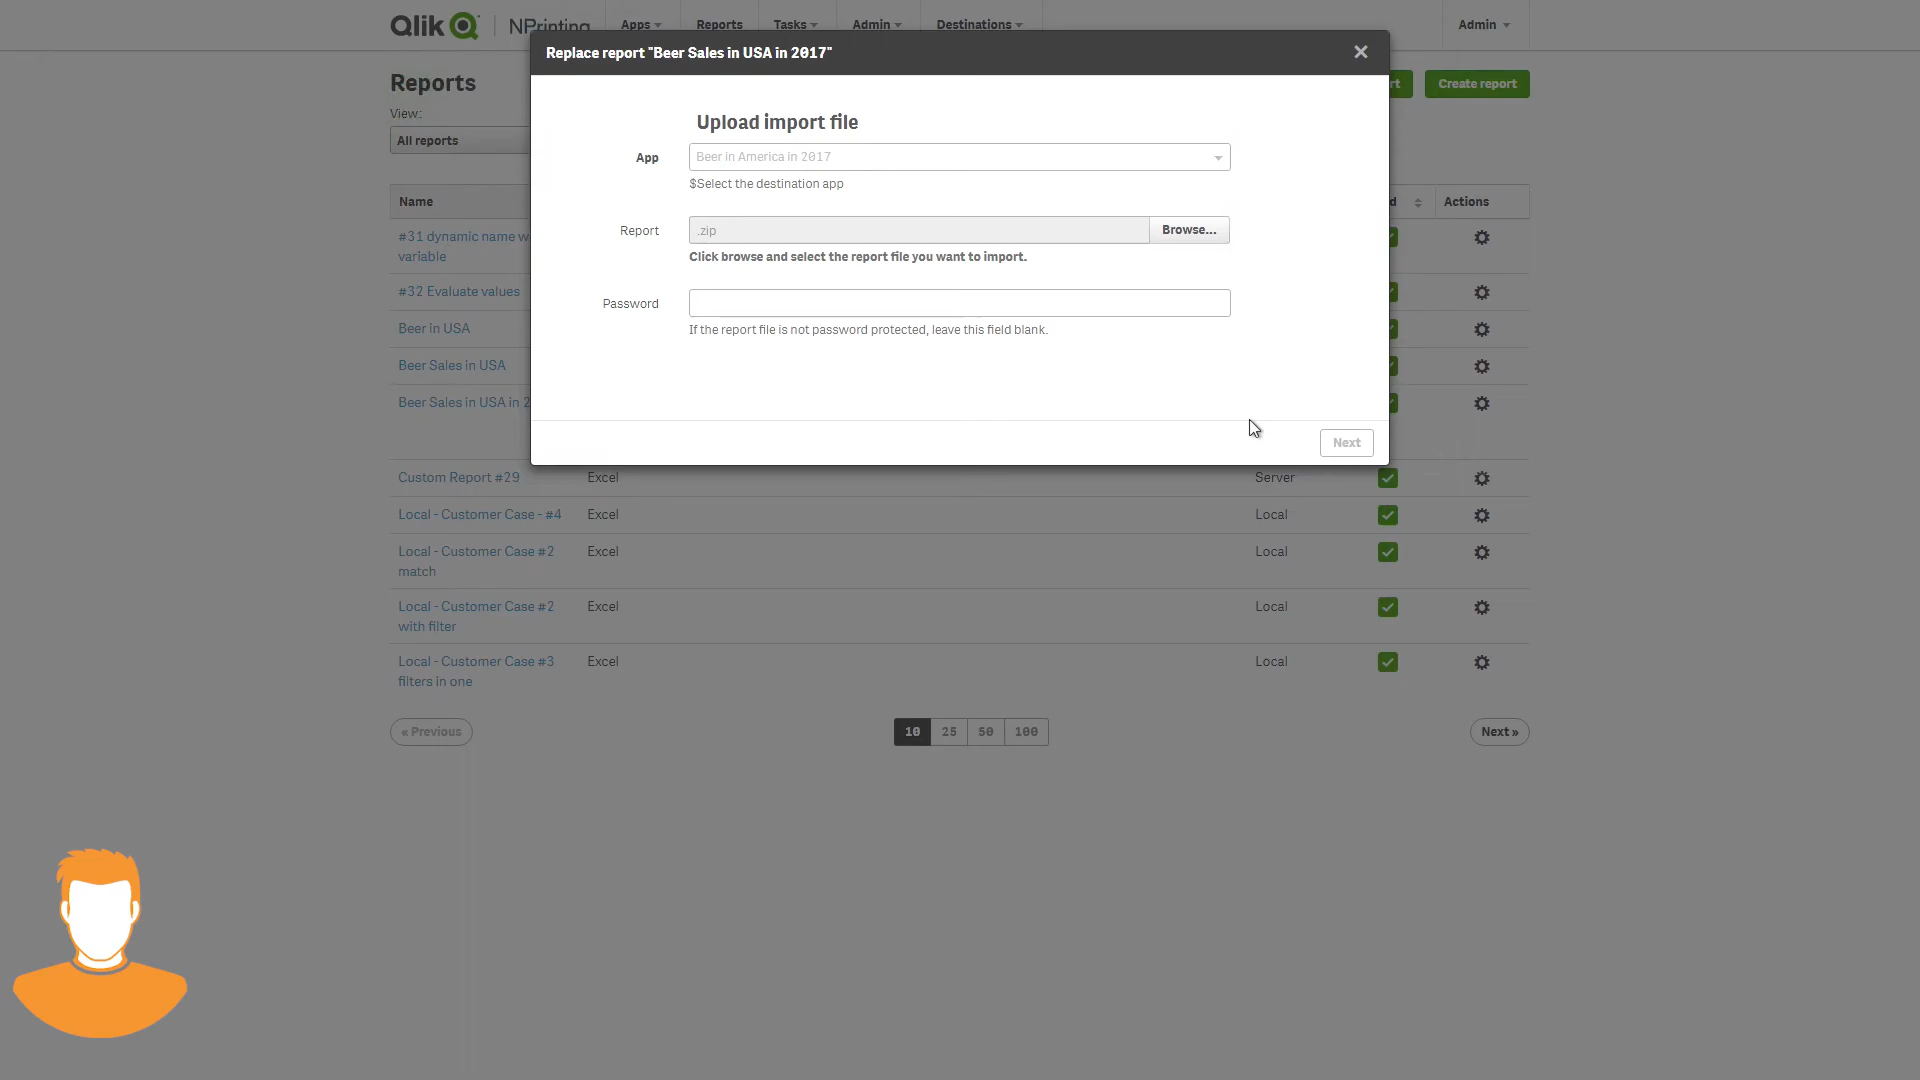 Qlik NPrinting Apps Reports Tasks Admin Destinations Admin
Replace report "Beer Sales in USA in 2017"
Reports
Create report
View:
All reports
Upload import file
App Beer in America in 2017
$Select the destination app
Report .zip Browse...
Click browse and select the report file you want to import.
Password
If the report file is not password protected, leave this field blank.
Next
Name Actions
#31 dynamic name
variable
#32 Evaluate values
Beer in USA
Beer Sales in USA
Beer Sales in USA in
Custom Report #29 Excel Server
Local - Customer Case - #4 Excel Local
Local - Customer Case #2 Excel Local
match
Local - Customer Case #2 Excel Local
with filter
Local - Customer Case #3 Excel Local
filters in one
« Previous 10 25 50 100 Next »